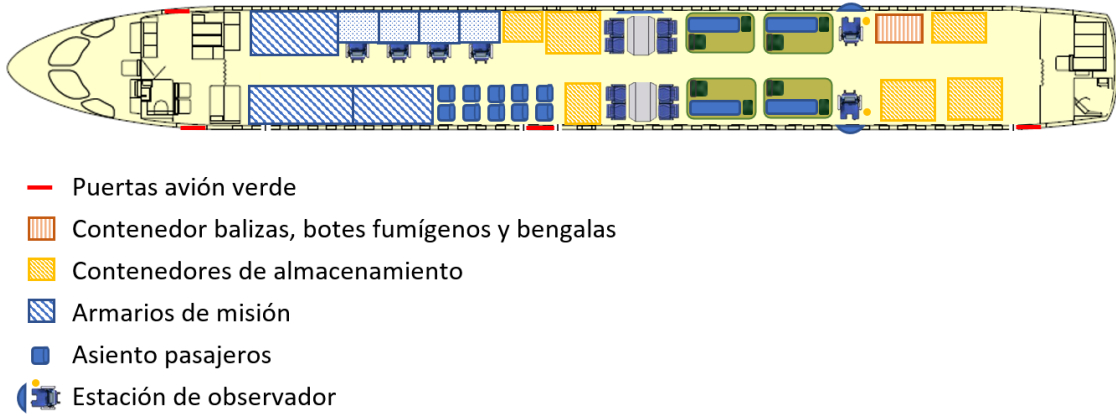 Puertas avión verde
Contenedor balizas, botes fumígenos y bengalas
Contenedores de almacenamiento
Armarios de misión
Asiento pasajeros
Estación de observador